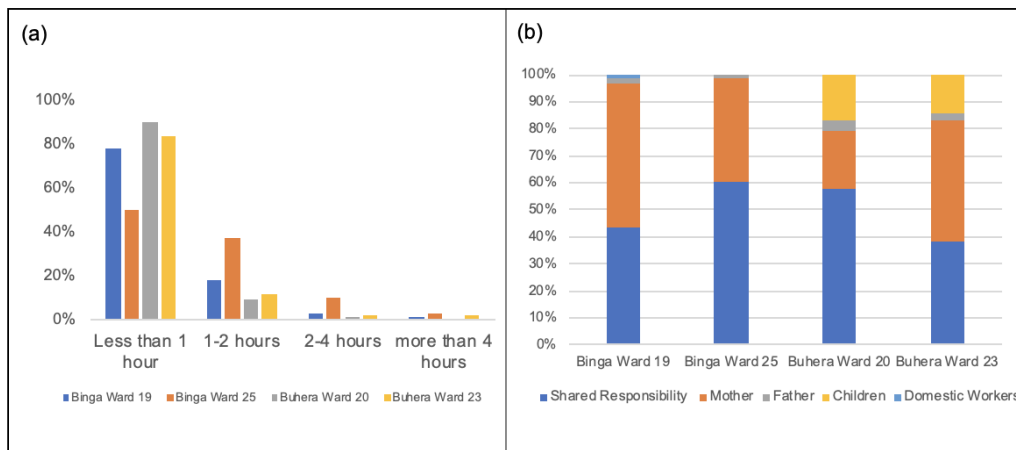 (a)
100%
80%
60%
40%
20%
0%
Less than 1 hour
1-2 hours
2-4 hours
more than 4 hours
Binga Ward 19
Binga Ward 25
Buhera Ward 20
Buhera Ward 23
(b)
100%
90%
80%
70%
60%
50%
40%
30%
20%
10%
0%
Binga Ward 19
Binga Ward 25
Buhera Ward 20
Buhera Ward 23
Shared Responsibility
Mother
Father
Children
Domestic Workers